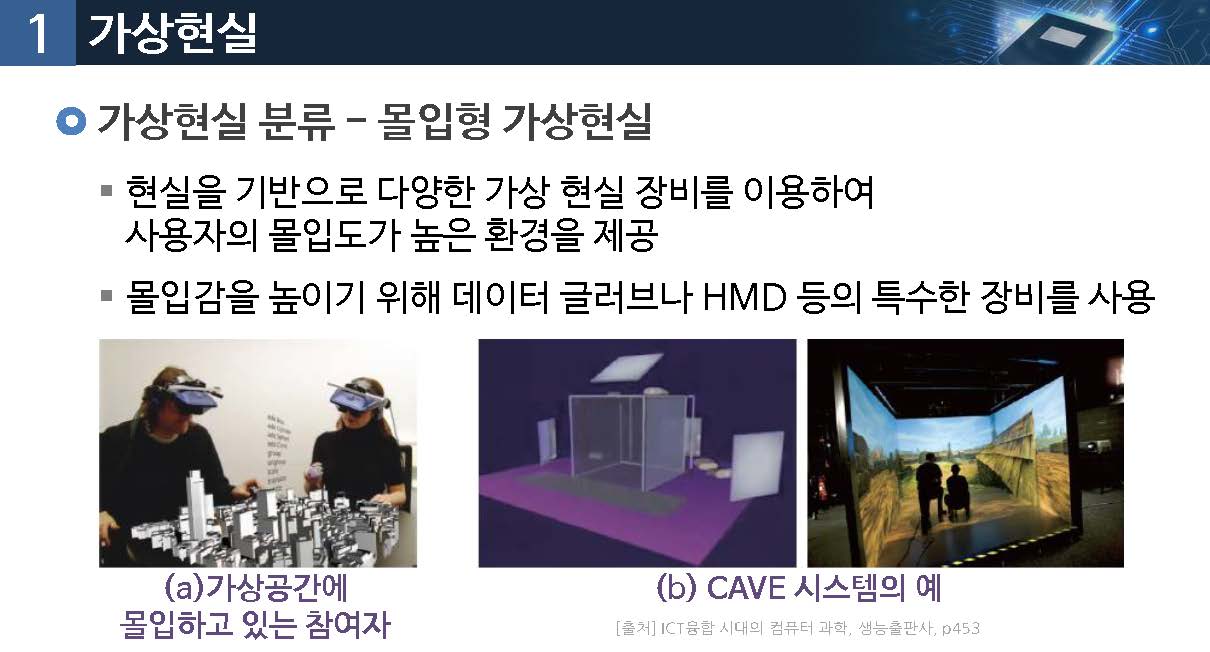 1 가상현실
가상현실 분류 – 몰입형 가상현실
현실을 기반으로 다양한 가상 현실 장비를 이용하여
사용자의 몰입도가 높은 환경을 제공
몰입감을 높이기 위해 데이터 글러브나 HMD 등의 특수한 장비를 사용
(a)가상공간에
몰입하고 있는 참여자
(b) CAVE 시스템의 예
[출처] ICT융합 시대의 컴퓨터 과학, 생능출판사, p453